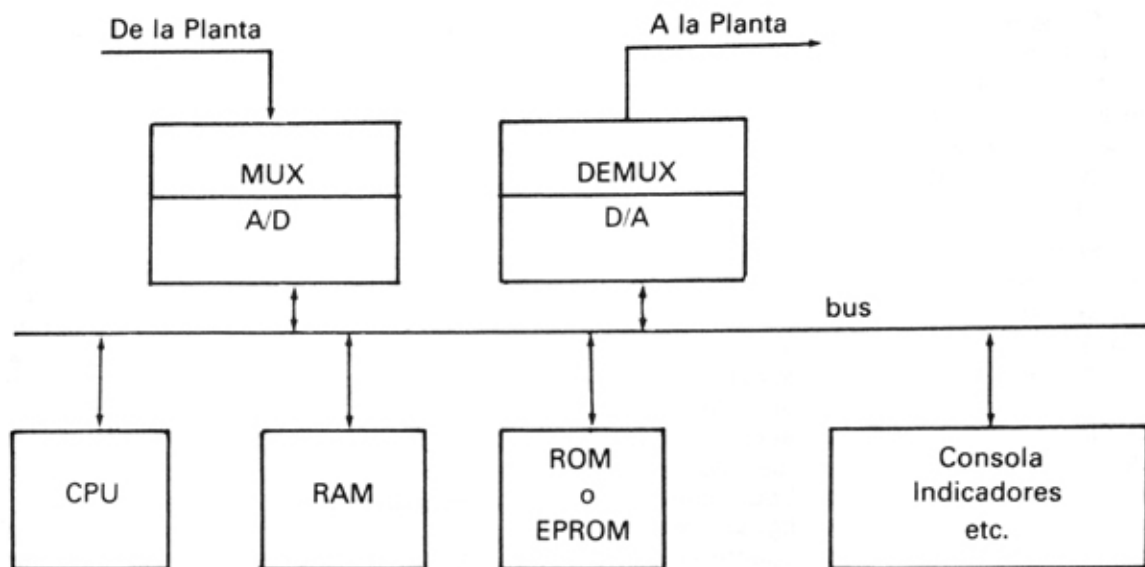 De la Planta
A la Planta
MUX
A/D
DEMUX
D/A
bus
CPU
RAM
ROM
o
EPROM
Consola
Indicadores
etc.